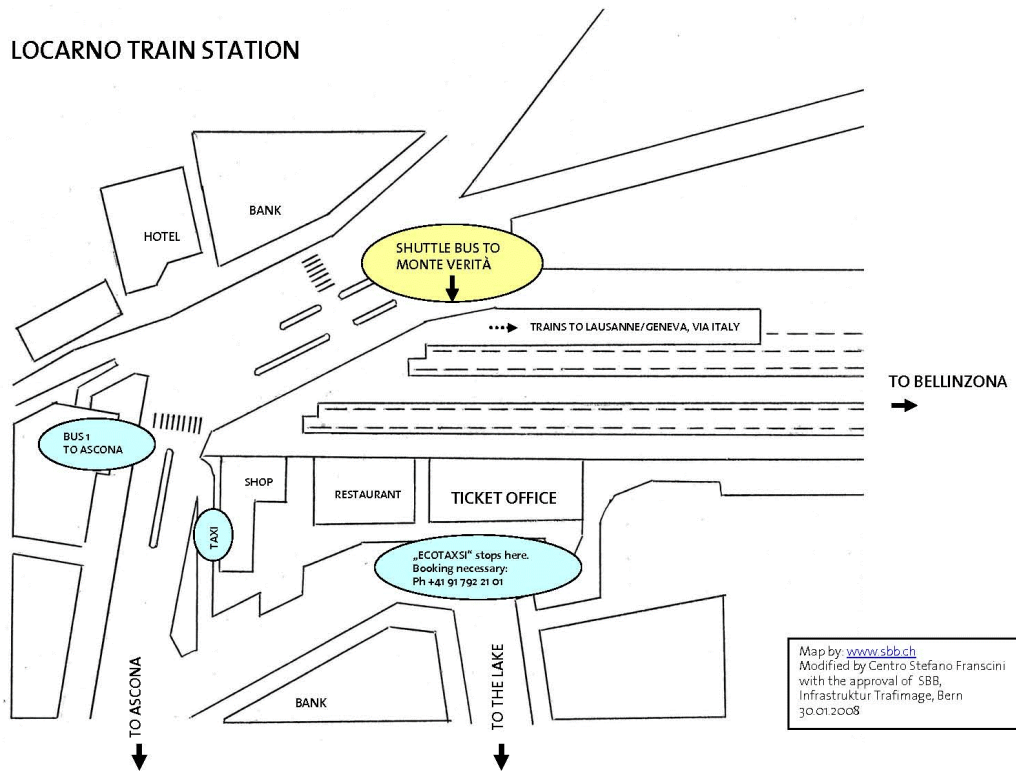 LOCARNO TRAIN STATION
BANK
HOTEL
SHUTTLE BUS TO
MONTE VERITÀ
TRAINS TO LAUSANNE/GENEVA, VIA ITALY
TO BELLINZONA
BUS 1
TO ASCONA
SHOP
RESTAURANT
TICKET OFFICE
TAXI
„ECOTAXSI“ stops here.
Booking necessary:
Ph +41 91 792 21 01
TO ASCONA
BANK
TO THE LAKE
Map by: www.sbb.ch
Modified by Centro Stefano Franscini
with the approval of SBB,
Infrastruktur Trafimage, Bern
30.01.2008